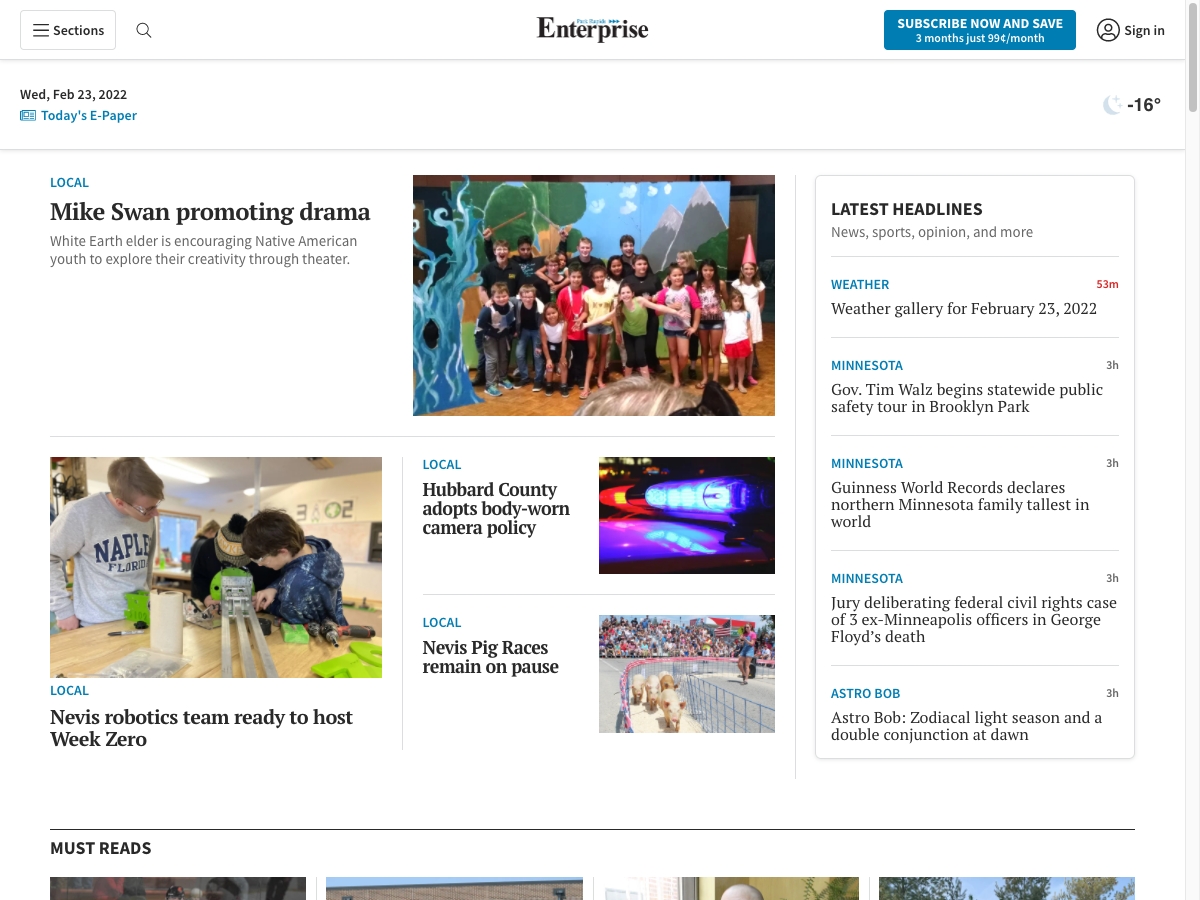 Sections
Park Rapids
Enterprise
SUBSCRIBE NOW AND SAVE
3 months just 99¢/month
Sign in
Wed, Feb 23, 2022
Today's E-Paper
-16°
LOCAL
Mike Swan promoting drama
White Earth elder is encouraging Native American
youth to explore their creativity through theater.
NAPLE
FLORIDA
LOCAL
Nevis robotics team ready to host
Week Zero
LOCAL
Hubbard County
adopts body-worn
camera policy
LOCAL
Nevis Pig Races
remain on pause
LATEST HEADLINES
News, sports, opinion, and more
WEATHER
53m
Weather gallery for February 23, 2022
MINNESOTA
3h
Gov. Tim Walz begins statewide public
safety tour in Brooklyn Park
MINNESOTA
3h
Guinness World Records declares
northern Minnesota family tallest in
world
MINNESOTA
3h
Jury deliberating federal civil rights case
of 3 ex-Minneapolis officers in George
Floyd’s death
ASTRO BOB
3h
Astro Bob: Zodiacal light season and a
double conjunction at dawn
MUST READS